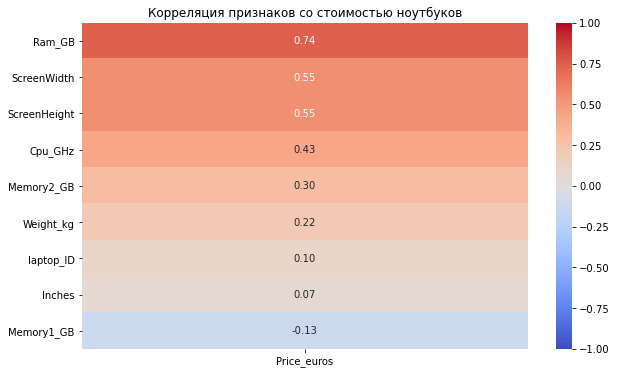 Корреляция признаков со стоимостью ноутбуков
Ram_GB 0.74
ScreenWidth 0.55
ScreenHeight 0.55
Cpu_GHz 0.43
Memory2_GB 0.30
Weight_kg 0.22
laptop_ID 0.10
Inches 0.07
Memory1_GB -0.13
Price_euros
1.00
0.75
0.50
0.25
0.00
−0.25
−0.50
−0.75
−1.00